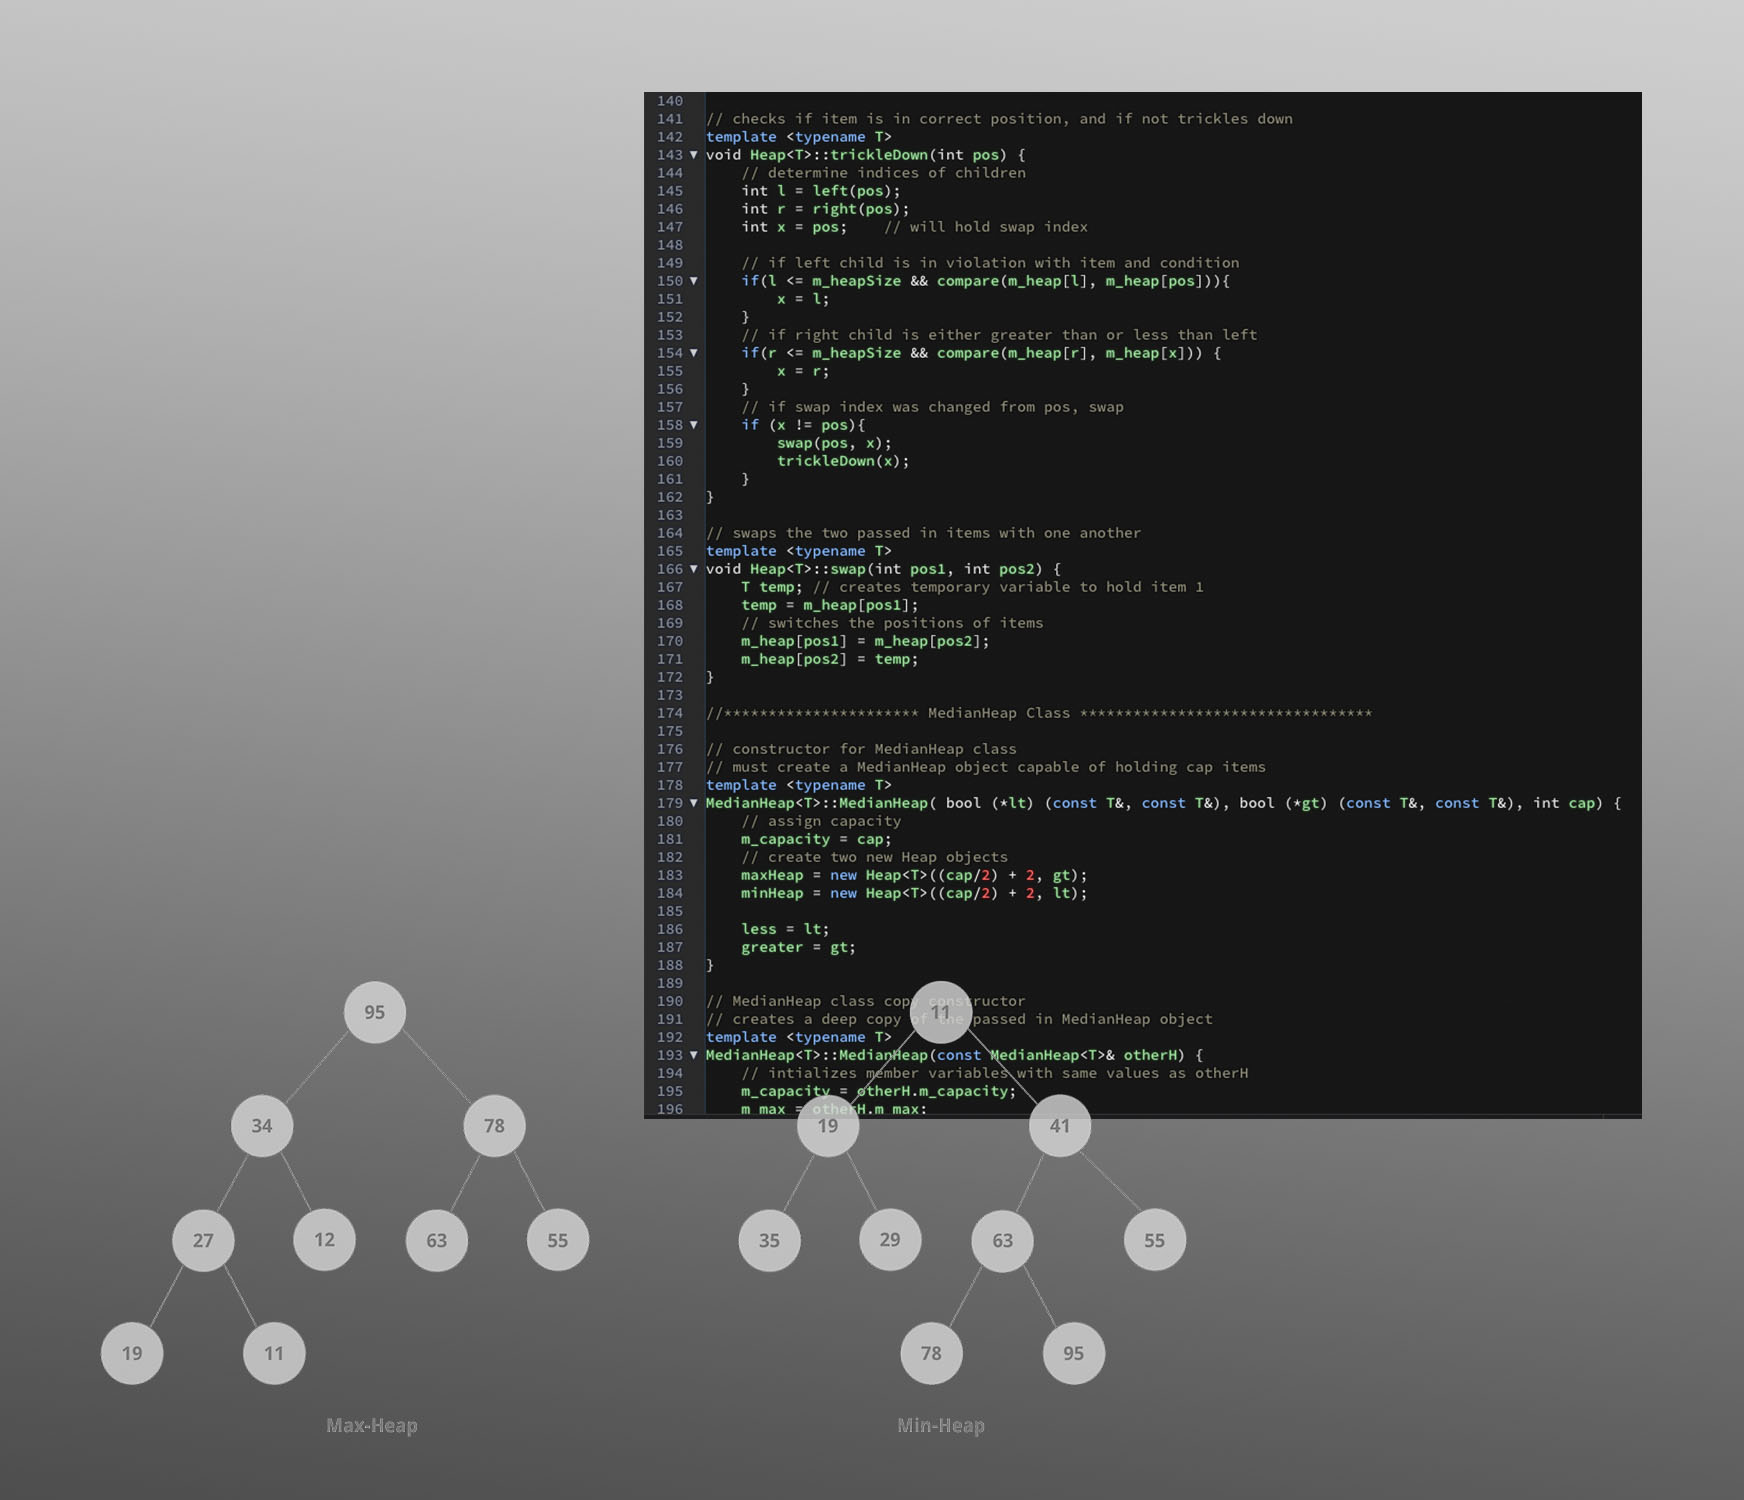 140
141 // checks if item is in correct position, and if not trickles down
142 template <typename T>
143 ▼ void Heap<T>::trickleDown(int pos) {
144     // determine indices of children
145     int l = left(pos);
146     int r = right(pos);
147     int x = pos;    // will hold swap index
148
149     // if left child is in violation with item and condition
150 ▼     if(l <= m_heapSize && compare(m_heap[l], m_heap[pos])){
151         x = l;
152     }
153     // if right child is either greater than or less than left
154 ▼     if(r <= m_heapSize && compare(m_heap[r], m_heap[x])) {
155         x = r;
156     }
157     // if swap index was changed from pos, swap
158 ▼     if (x != pos){
159         swap(pos, x);
160         trickleDown(x);
161     }
162 }
163
164 // swaps the two passed in items with one another
165 template <typename T>
166 ▼ void Heap<T>::swap(int pos1, int pos2) {
167     T temp; // creates temporary variable to hold item 1
168     temp = m_heap[pos1];
169     // switches the positions of items
170     m_heap[pos1] = m_heap[pos2];
171     m_heap[pos2] = temp;
172 }
173
174 //********************** MedianHeap Class *********************************
175
176 // constructor for MedianHeap class
177 // must create a MedianHeap object capable of holding cap items
178 template <typename T>
179 ▼ MedianHeap<T>::MedianHeap( bool (*lt) (const T&, const T&), bool (*gt) (const T&, const T&), int cap) {
180     // assign capacity
181     m_capacity = cap;
182     // create two new Heap objects
183     maxHeap = new Heap<T>((cap/2) + 2, gt);
184     minHeap = new Heap<T>((cap/2) + 2, lt);
185
186     less = lt;
187     greater = gt;
188 }
189
190 // MedianHeap class copy constructor
191 // creates a deep copy of the passed in MedianHeap object
192 template <typename T>
193 ▼ MedianHeap<T>::MedianHeap(const MedianHeap<T>& otherH) {
194     // intializes member variables with same values as otherH
195     m_capacity = otherH.m_capacity;
196     m_max = otherH.m_max;
95
34 78
27 12 63 55
19 11
Max-Heap
11
19 41
35 29 63 55
78 95
Min-Heap